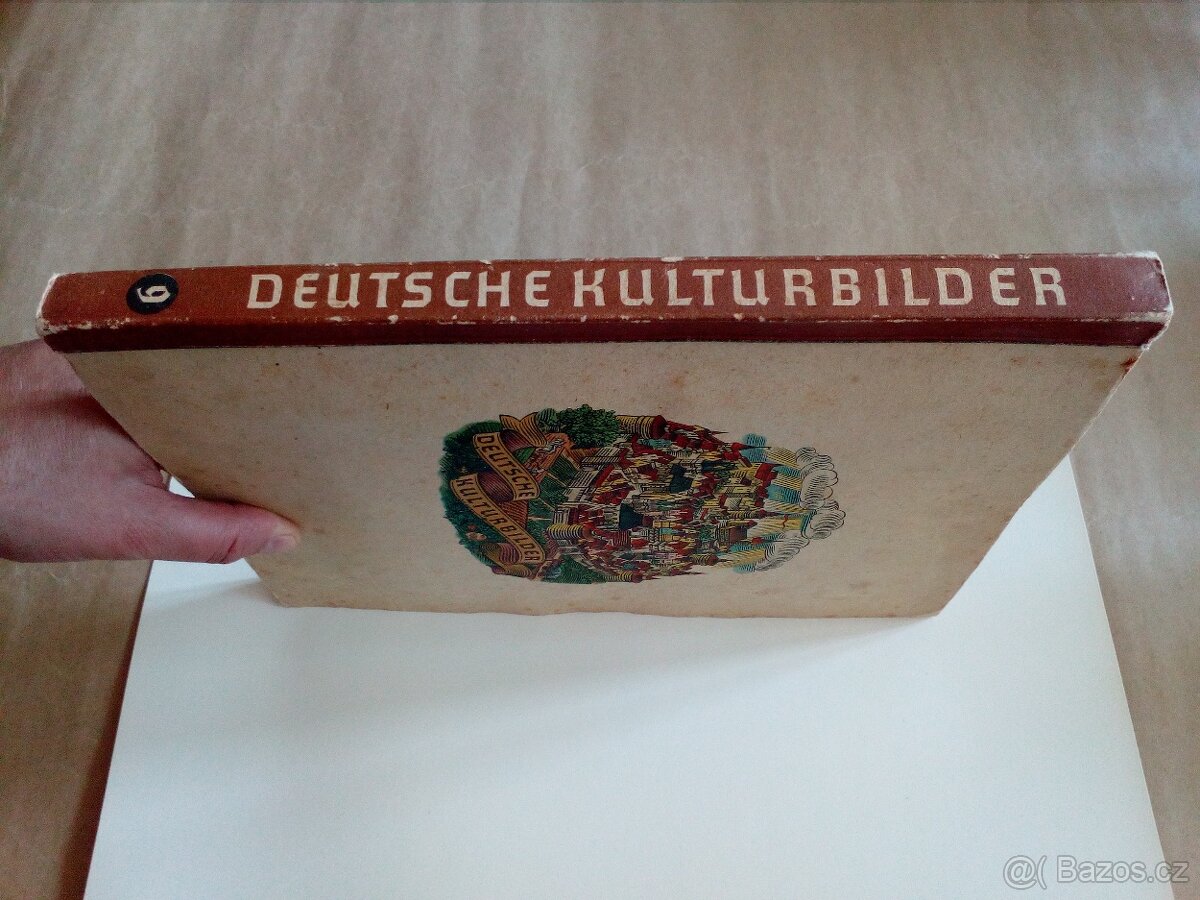 6 DEUTSCHE KULTURBILDER
DEUTSCHE
KULTURBILDER
@( Bazos.cz